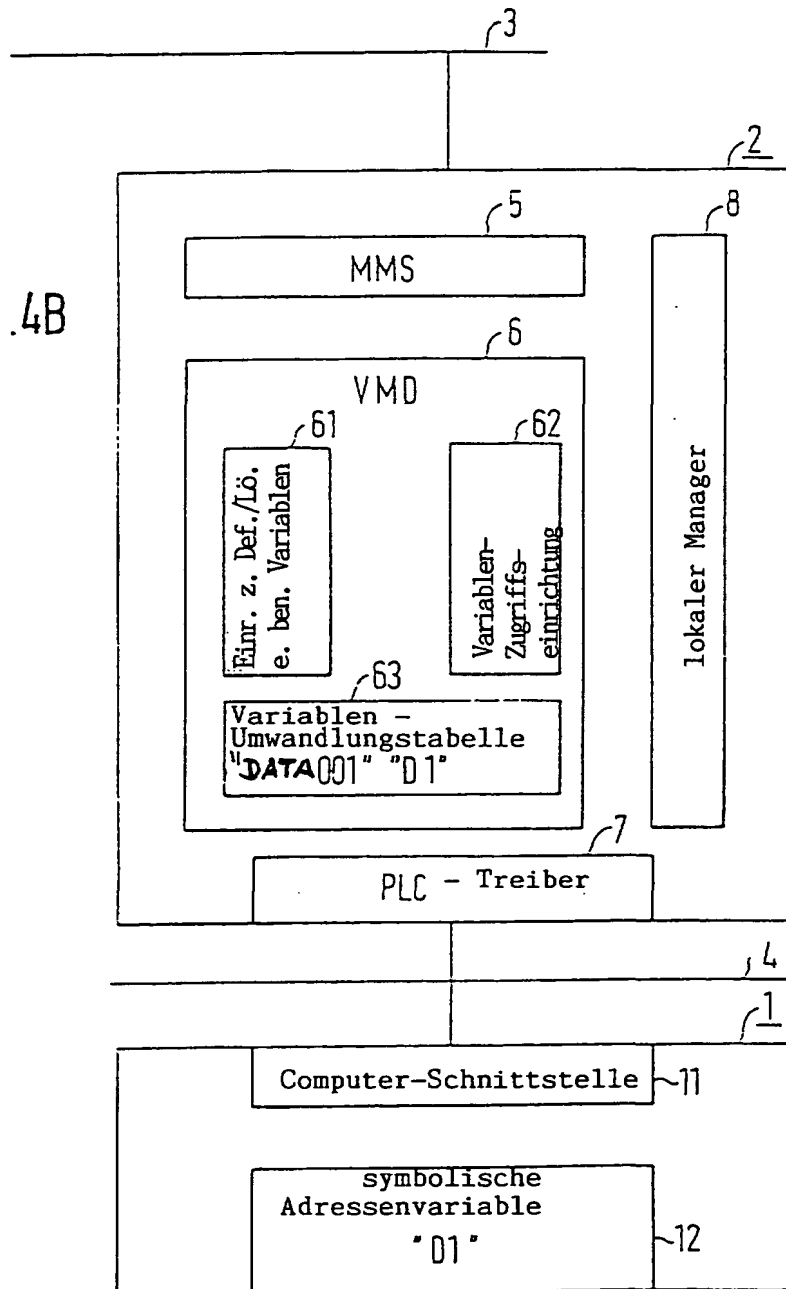 3
2
5
8
MMS
.4B
6
VMD
61
62
Einr. z. Def./Lö.
e. ben. Variablen
Variablen-
Zugriffs-
einrichtung
lokaler Manager
63
Variablen –
Umwandlungstabelle
"DATA001" "D1"
7
PLC – Treiber
4
1
Computer-Schnittstelle
11
symbolische
Adressenvariable
"D1"
12